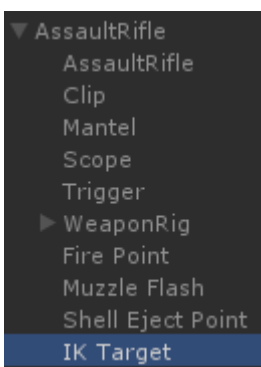 AssaultRifle
AssaultRifle
Clip
Mantel
Scope
Trigger
WeaponRig
Fire Point
Muzzle Flash
Shell Eject Point
IK Target